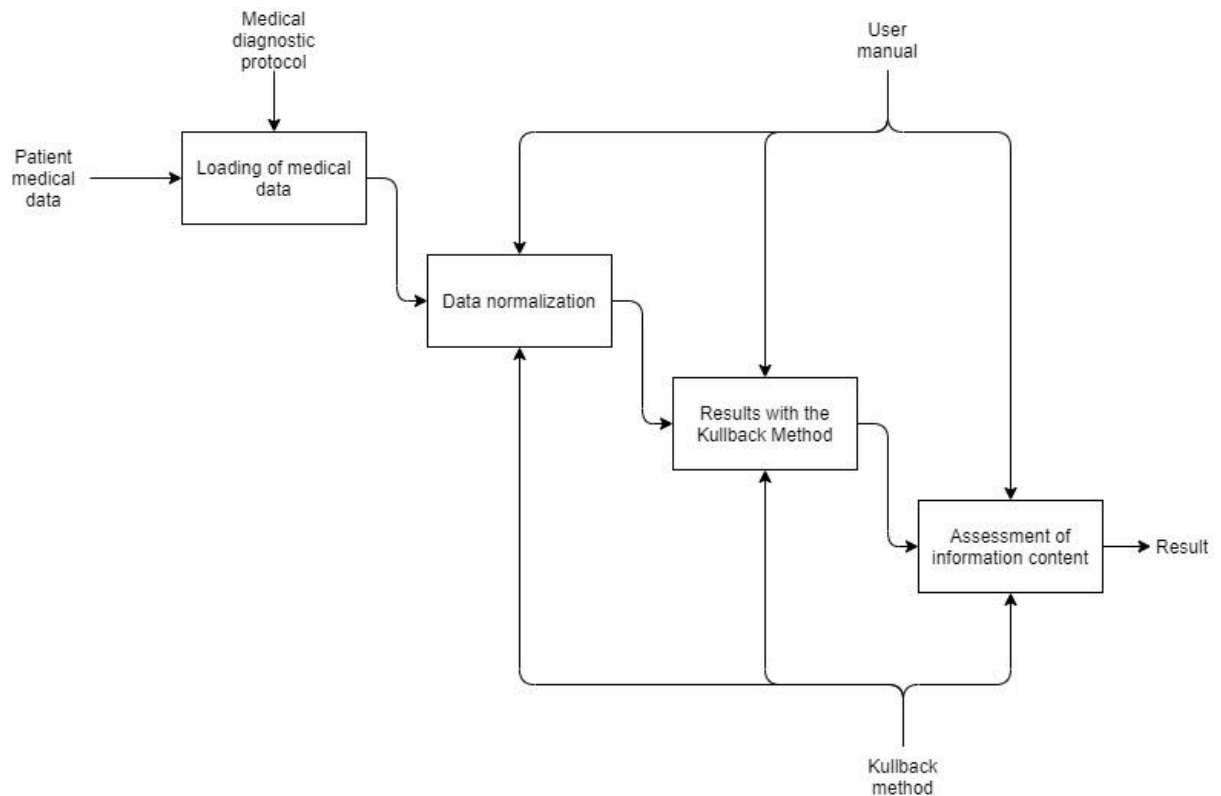 Medical
diagnostic
protocol
User
manual
Patient
medical
data
Loading of medical
data
Data normalization
Results with the
Kullback Method
Assessment of
information content
Result
Kullback
method